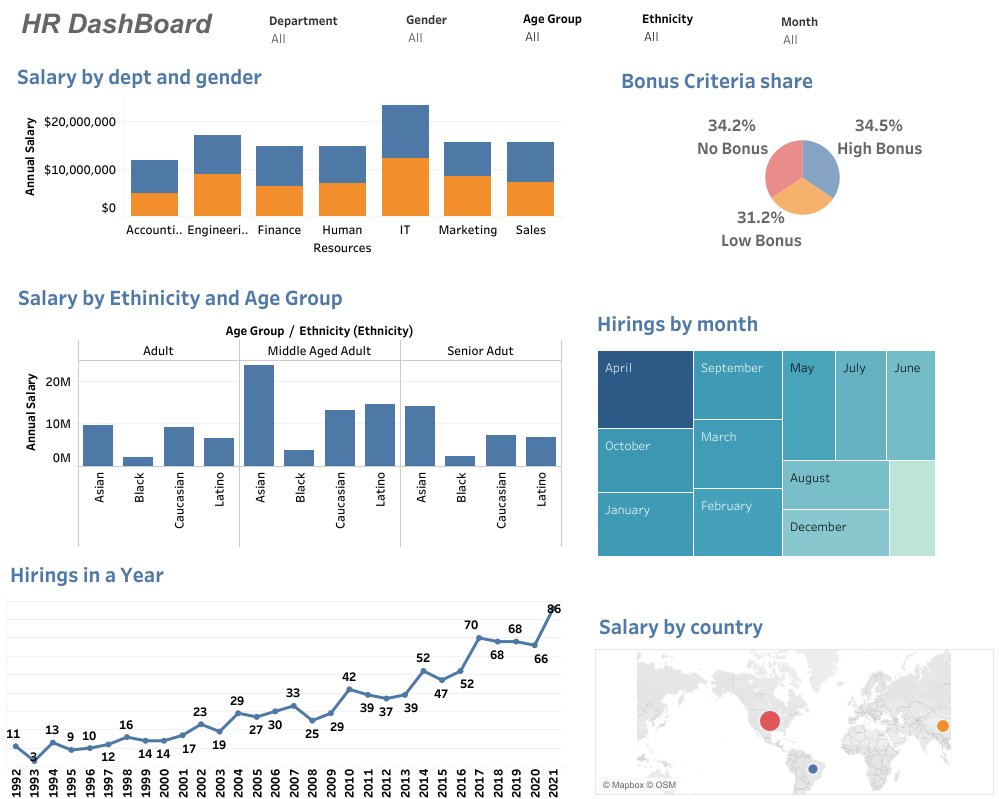 HR DashBoard
Department
All
Gender
All
Age Group
All
Ethnicity
All
Month
All
Salary by dept and gender
Annual Salary
$20,000,000
$10,000,000
$0
Accounti..
Engineeri..
Finance
Human
Resources
IT
Marketing
Sales
Bonus Criteria share
34.2%
No Bonus
34.5%
High Bonus
31.2%
Low Bonus
Salary by Ethinicity and Age Group
Age Group / Ethnicity (Ethnicity)
Adult
Middle Aged Adult
Senior Adut
Annual Salary
20M
10M
0M
Asian
Black
Caucasian
Latino
Asian
Black
Caucasian
Latino
Asian
Black
Caucasian
Latino
Hirings by month
April
September
May
July
June
October
March
January
February
August
December
Hirings in a Year
11
3
13
9
10
12
16
14
14
17
23
19
29
27
30
33
25
29
42
39
37
39
52
47
52
70
68
68
66
86
1992
1993
1994
1995
1996
1997
1998
1999
2000
2001
2002
2003
2004
2005
2006
2007
2008
2009
2010
2011
2012
2013
2014
2015
2016
2017
2018
2019
2020
2021
Salary by country
© Mapbox © OSM